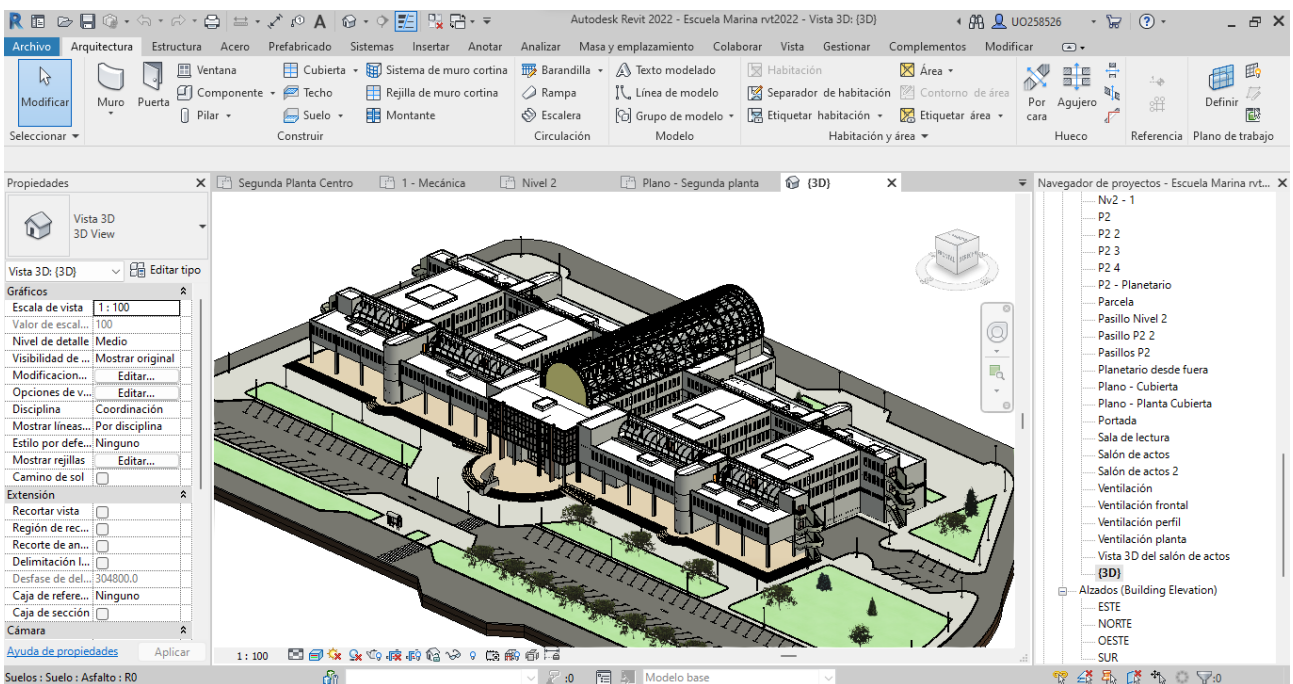 Autodesk Revit 2022 - Escuela Marina rvt2022 - Vista 3D: {3D}
UO258526
Archivo Arquitectura Estructura Acero Prefabricado Sistemas Insertar Anotar Analizar Masa y emplazamiento Colaborar Vista Gestionar Complementos Modificar
Modificar
Seleccionar
Muro
Puerta
Ventana
Componente
Pilar
Cubierta
Techo
Suelo
Sistema de muro cortina
Rejilla de muro cortina
Montante
Construir
Barandilla
Rampa
Escalera
Circulación
Texto modelado
Línea de modelo
Grupo de modelo
Modelo
Habitación
Separador de habitación
Etiquetar habitación
Área
Contorno de área
Etiquetar área
Habitación y área
Por cara
Agujero
Hueco
Referencia
Definir
Plano de trabajo
Propiedades
Vista 3D
3D View
Vista 3D: {3D} Editar tipo
Gráficos
Escala de vista 1 : 100
Valor de escal... 100
Nivel de detalle Medio
Visibilidad de ... Mostrar original
Modificacion... Editar...
Opciones de v... Editar...
Disciplina Coordinación
Mostrar líneas... Por disciplina
Estilo por defe... Ninguno
Mostrar rejillas Editar...
Camino de sol
Extensión
Recortar vista
Región de rec...
Recorte de an...
Delimitación l...
Desfase de del... 304800.0
Caja de refere... Ninguno
Caja de sección
Cámara
Ayuda de propiedades Aplicar
Segunda Planta Centro
1 - Mecánica
Nivel 2
Plano - Segunda planta
{3D}
1 : 100
Navegador de proyectos - Escuela Marina rvt...
Nv2 - 1
P2
P2 2
P2 3
P2 4
P2 - Planetario
Parcela
Pasillo Nivel 2
Pasillo P2 2
Pasillos P2
Planetario desde fuera
Plano - Cubierta
Plano - Planta Cubierta
Portada
Sala de lectura
Salón de actos
Salón de actos 2
Ventilación
Ventilación frontal
Ventilación perfil
Ventilación planta
Vista 3D del salón de actos
{3D}
Alzados (Building Elevation)
ESTE
NORTE
OESTE
SUR
Suelos : Suelo : Asfalto : R0
:0
Modelo base
:0